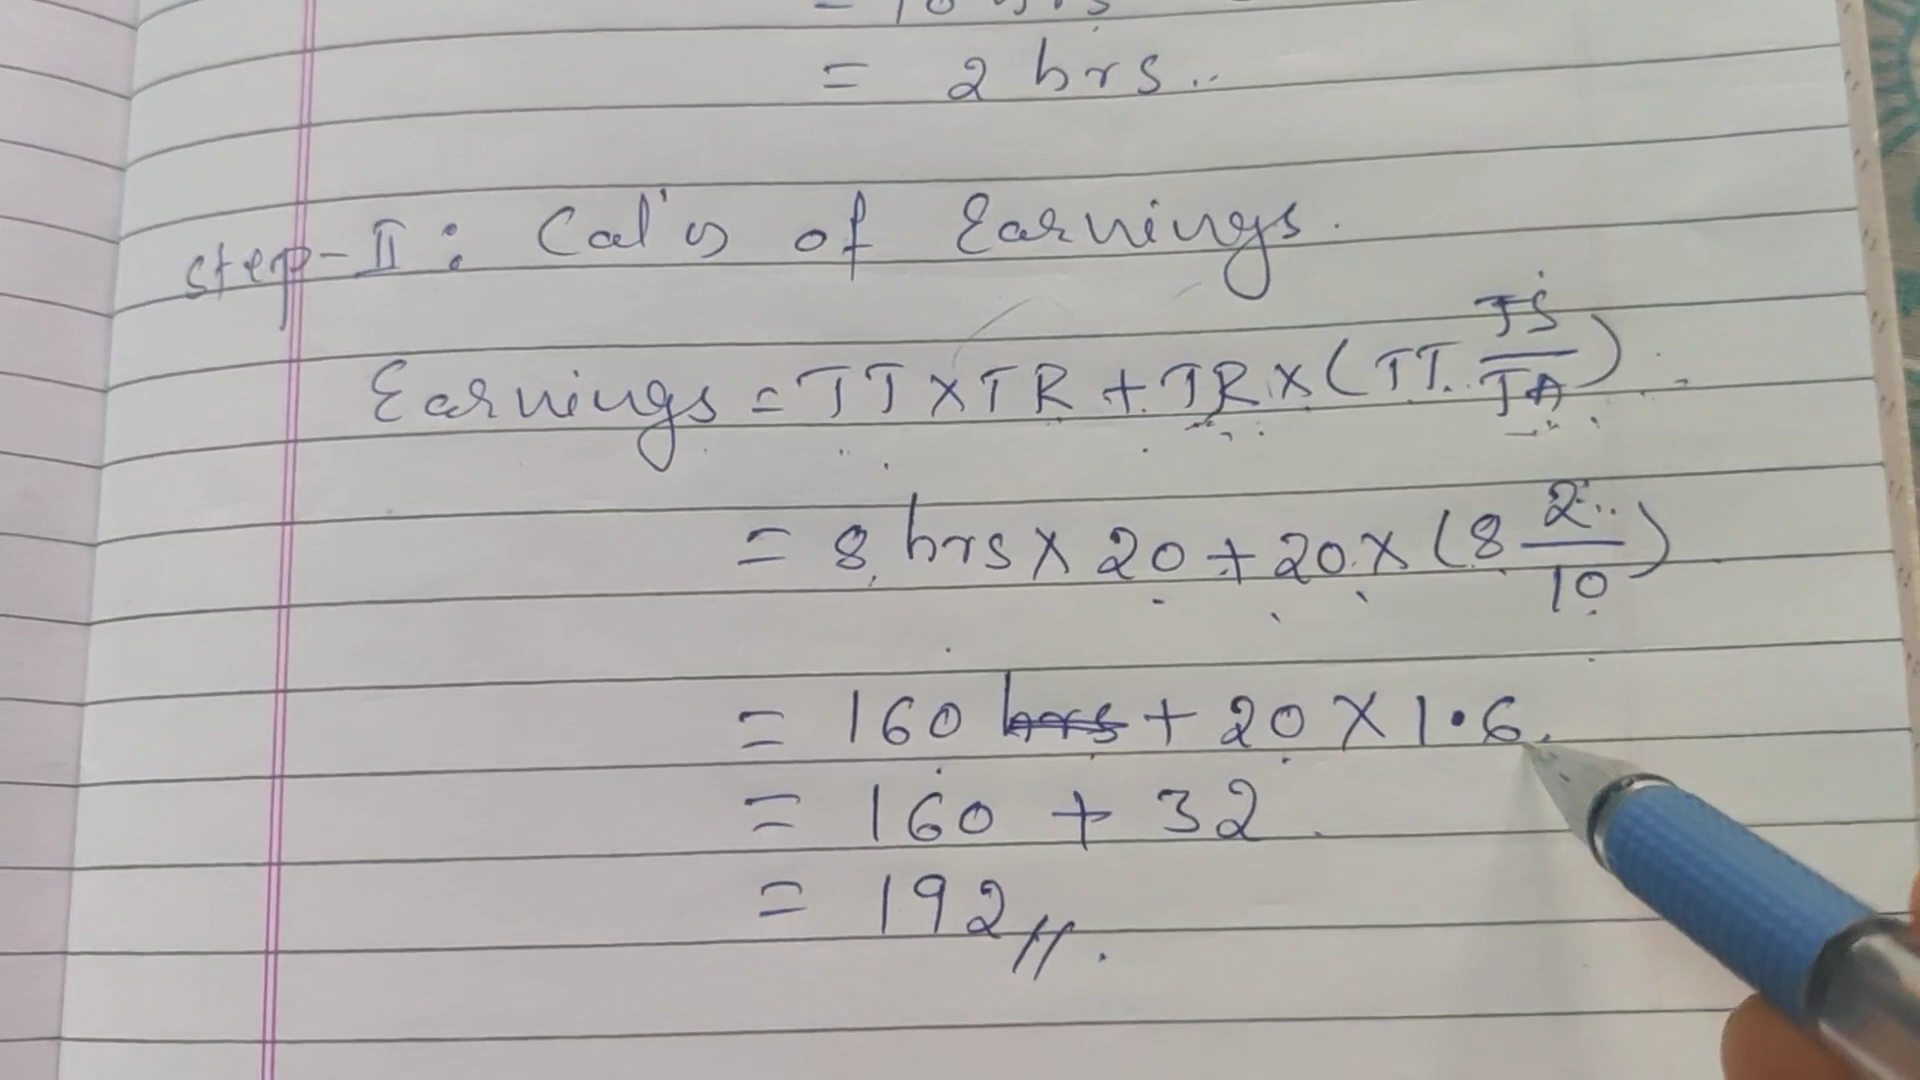 = 2 hrs..
Step-II : Cal'n of Earnings.
Earnings = TT X TR + TR X (TT. TS/TA).
= 8 hrs X 20 + 20 X (8 2/10)
= 160 + 20 X 1.6.
= 160 + 32.
= 192 //.